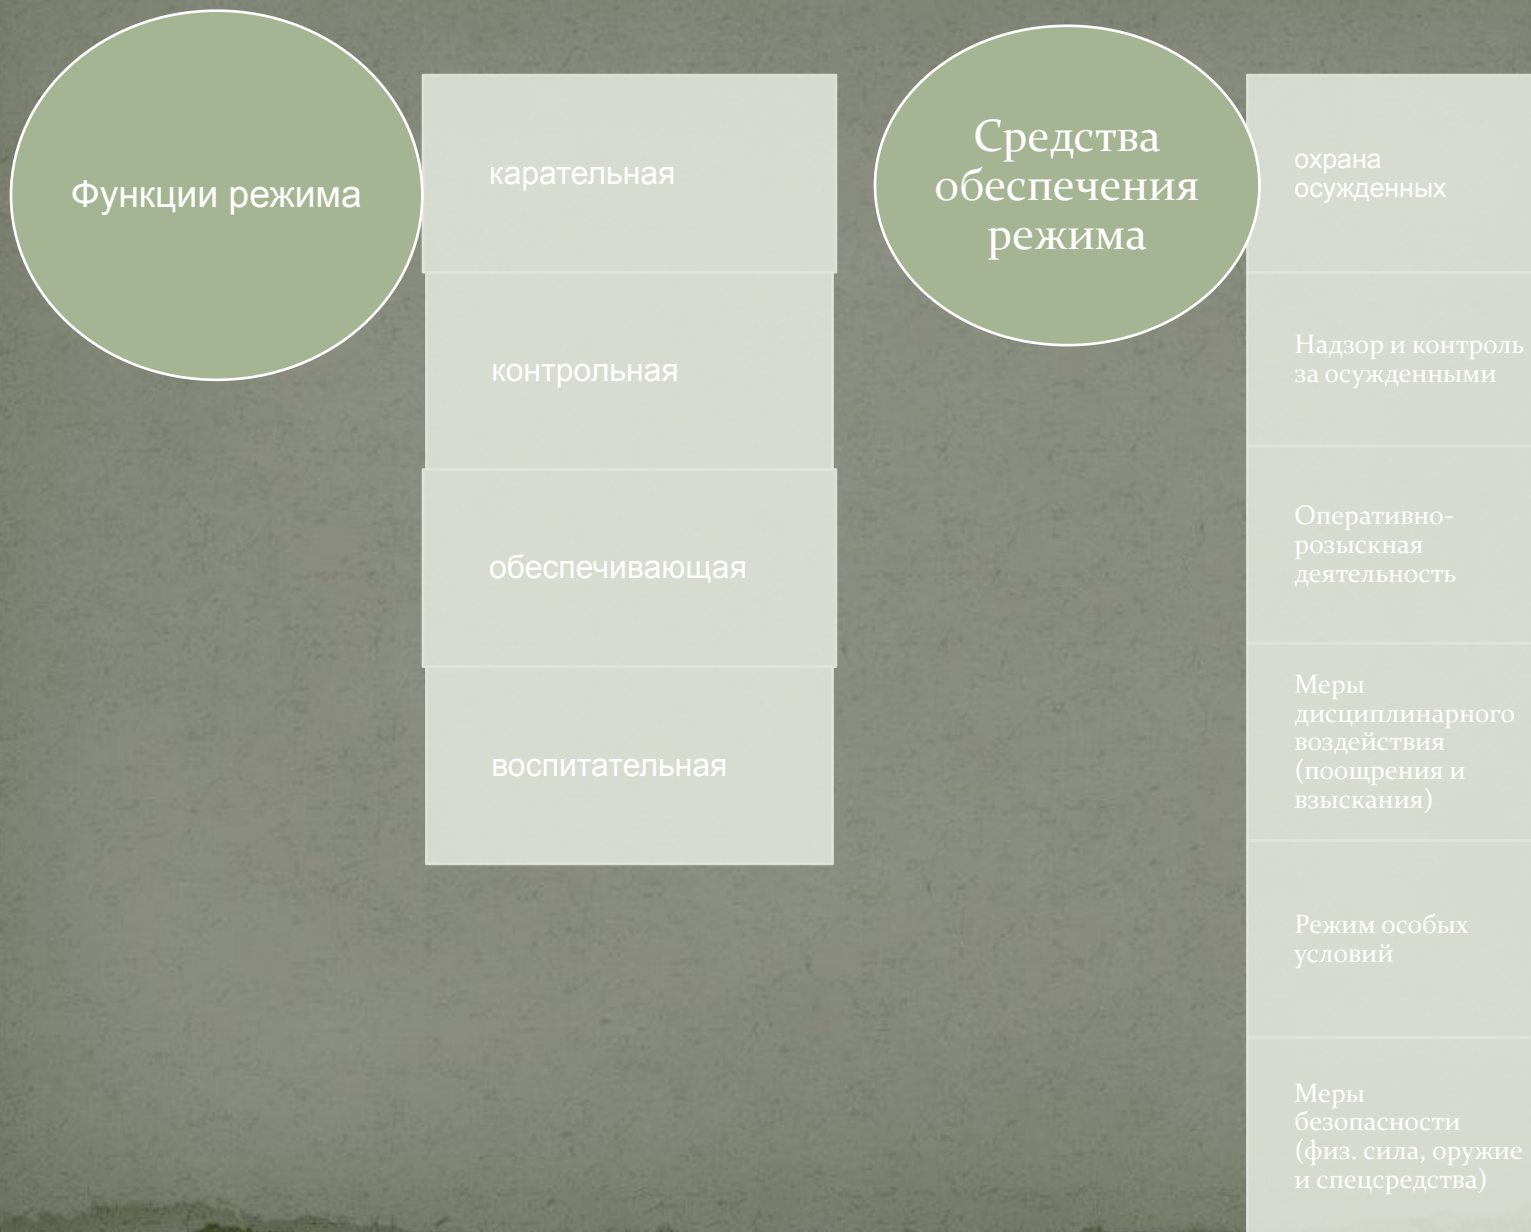 Функции режима
карательная
контрольная
обеспечивающая
воспитательная
Средства
обеспечения
режима
охрана
осужденных
Надзор и контроль
за осужденными
Оперативно-
розыскная
деятельность
Меры
дисциплинарного
воздействия
(поощрения и
взыскания)
Режим особых
условий
Меры
безопасности
(физ. сила, оружие
и спецсредства)